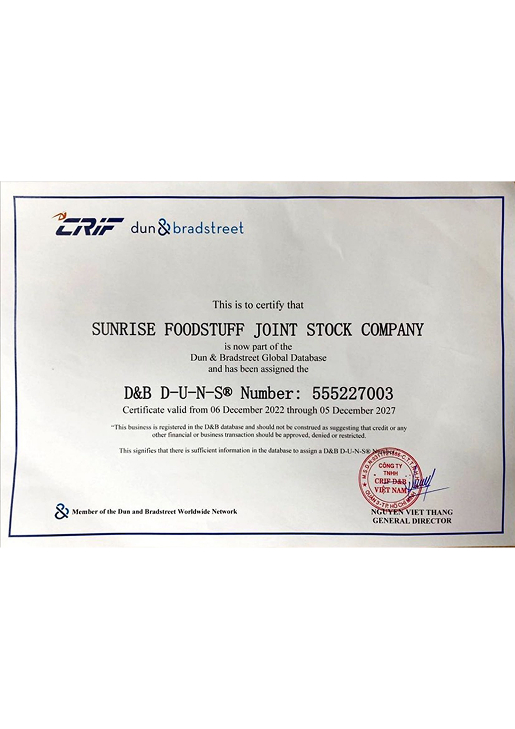 CRIF dun & bradstreet
This is to certify that
SUNRISE FOODSTUFF JOINT STOCK COMPANY
is now part of the
Dun & Bradstreet Global Database
and has been assigned the
D&B D-U-N-S® Number: 555227003
Certificate valid from 06 December 2022 through 05 December 2027
"This business is registered in the D&B database and should not be construed as suggesting that credit or any
other financial or business transaction should be approved, denied or restricted.
This signifies that there is sufficient information in the database to assign a D&B D-U-N-S®
CÔNG TY
TNHH
CRIF D&B
VIỆT NAM
QUẬN 3 - T.P. HỒ CHÍ MINH
& Member of the Dun and Bradstreet Worldwide Network
NGUYEN VIET THANG
GENERAL DIRECTOR